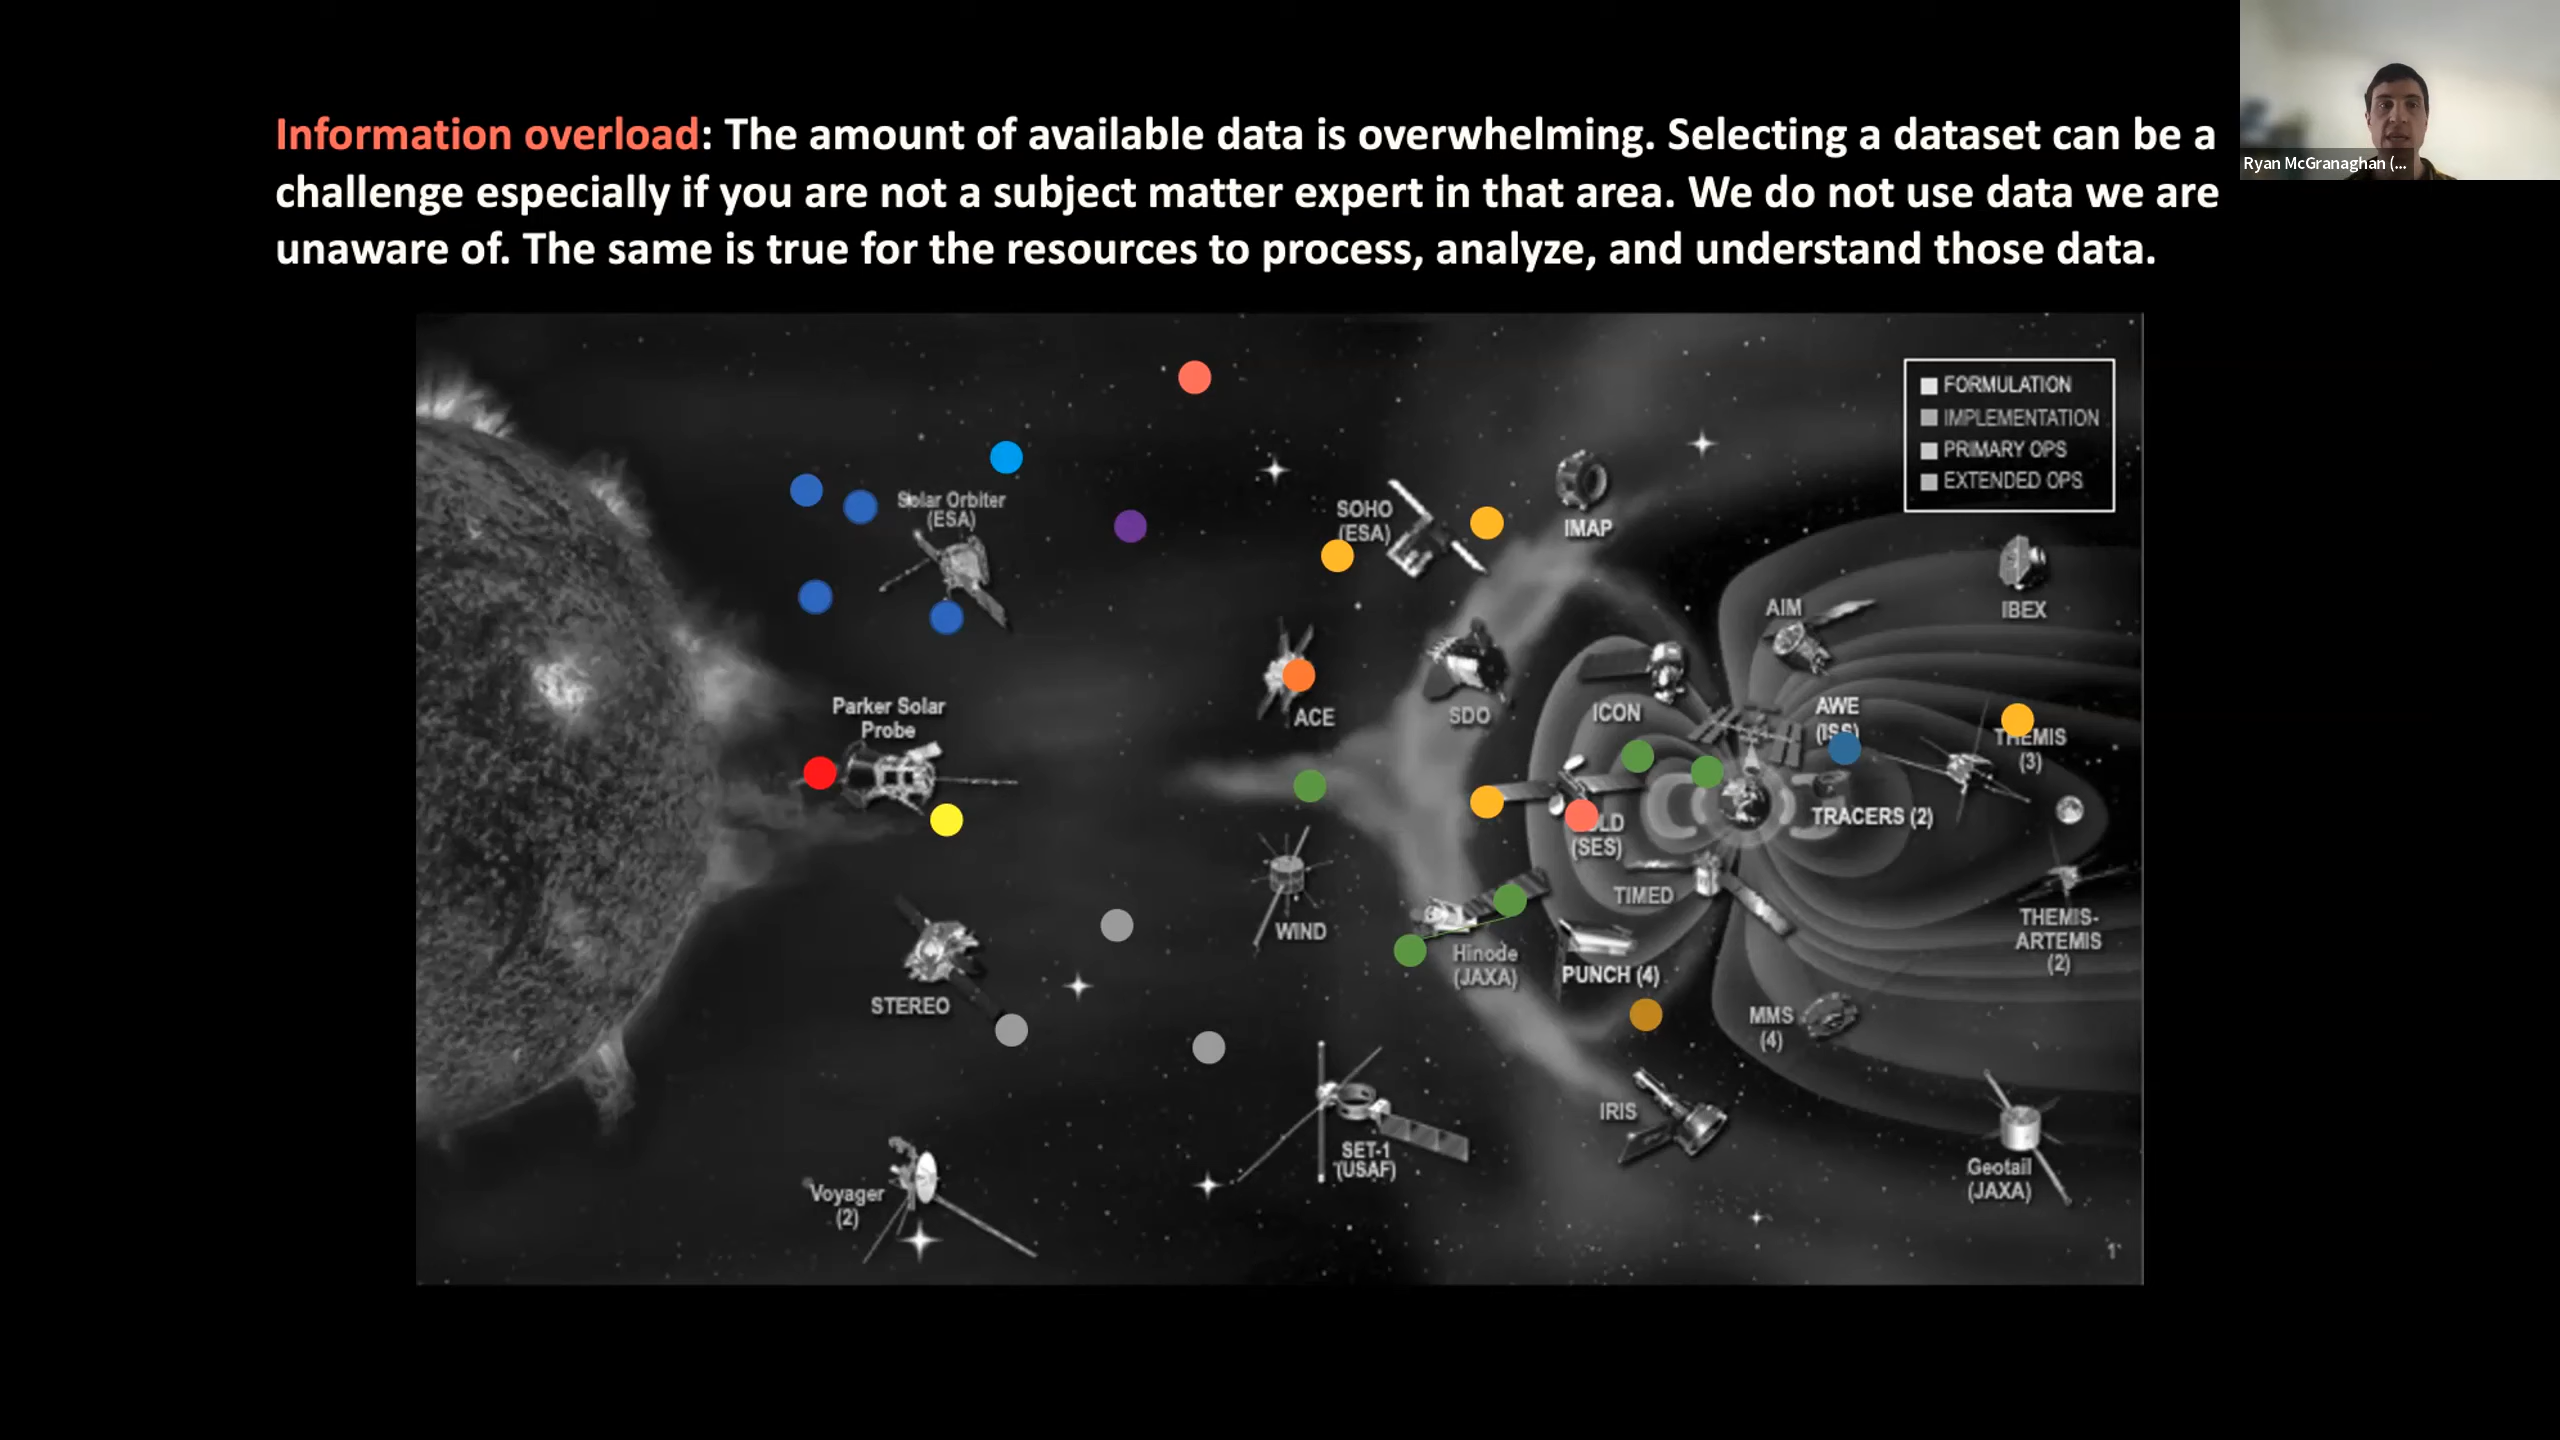 Information overload: The amount of available data is overwhelming. Selecting a dataset can be a
challenge especially if you are not a subject matter expert in that area. We do not use data we are
unaware of. The same is true for the resources to process, analyze, and understand those data.
Ryan McGranaghan (...
FORMULATION
IMPLEMENTATION
PRIMARY OPS
EXTENDED OPS
Solar Orbiter
(ESA)
SOHO
(ESA)
IMAP
IBEX
AIM
Parker Solar
Probe
ACE
SDO
ICON
AWE
(ISS)
THEMIS
(3)
TRACERS (2)
(SES)
TIMED
WIND
Hinode
(JAXA)
PUNCH (4)
THEMIS-
ARTEMIS
(2)
STEREO
MMS
(4)
IRIS
SET-1
(USAF)
Voyager
(2)
Geotail
(JAXA)
1